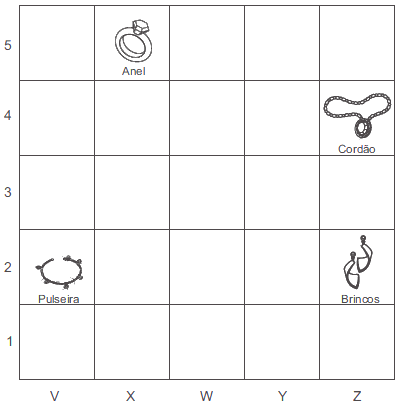 5
Anel
4
Cordão
3
2
Pulseira
Brincos
1
V X W Y Z